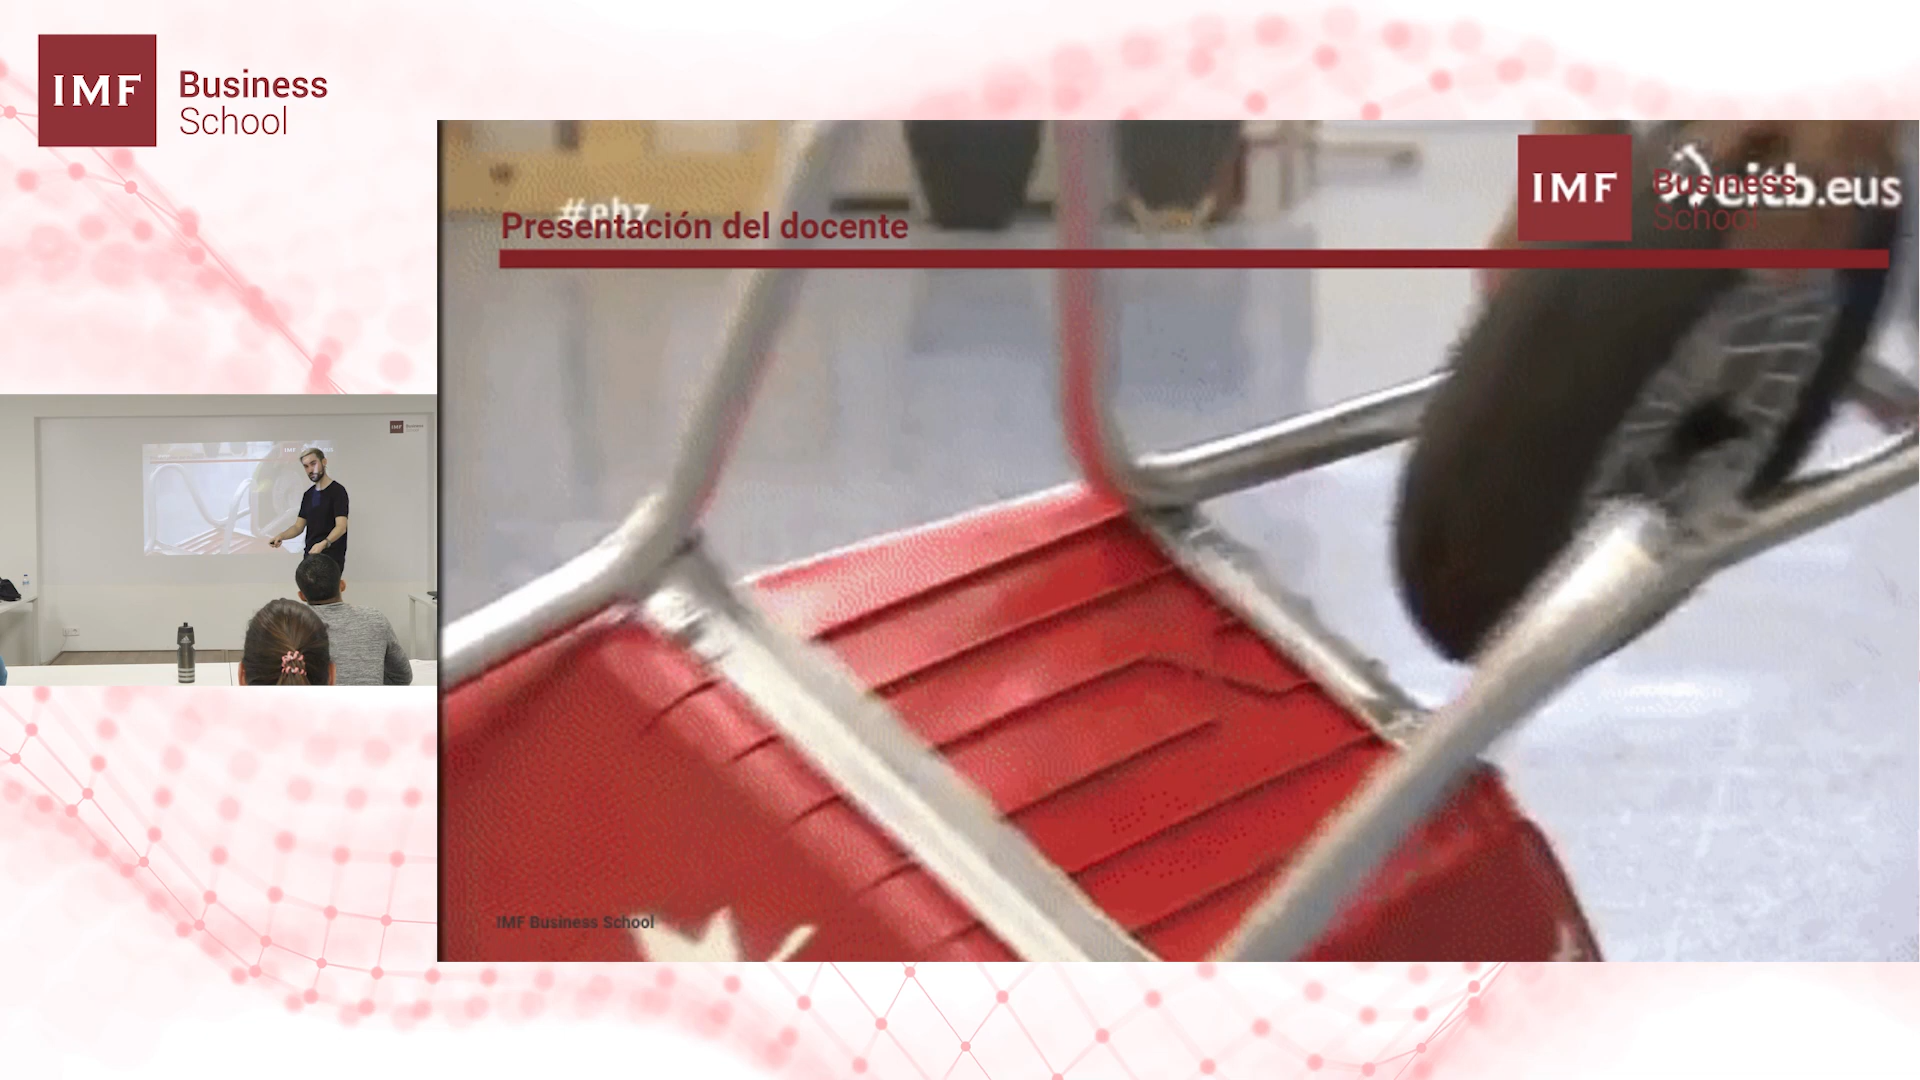 IMF
Business
School
#ehz
Presentación del docente
IMF
Business
School
eitb.eus
IMF Business School